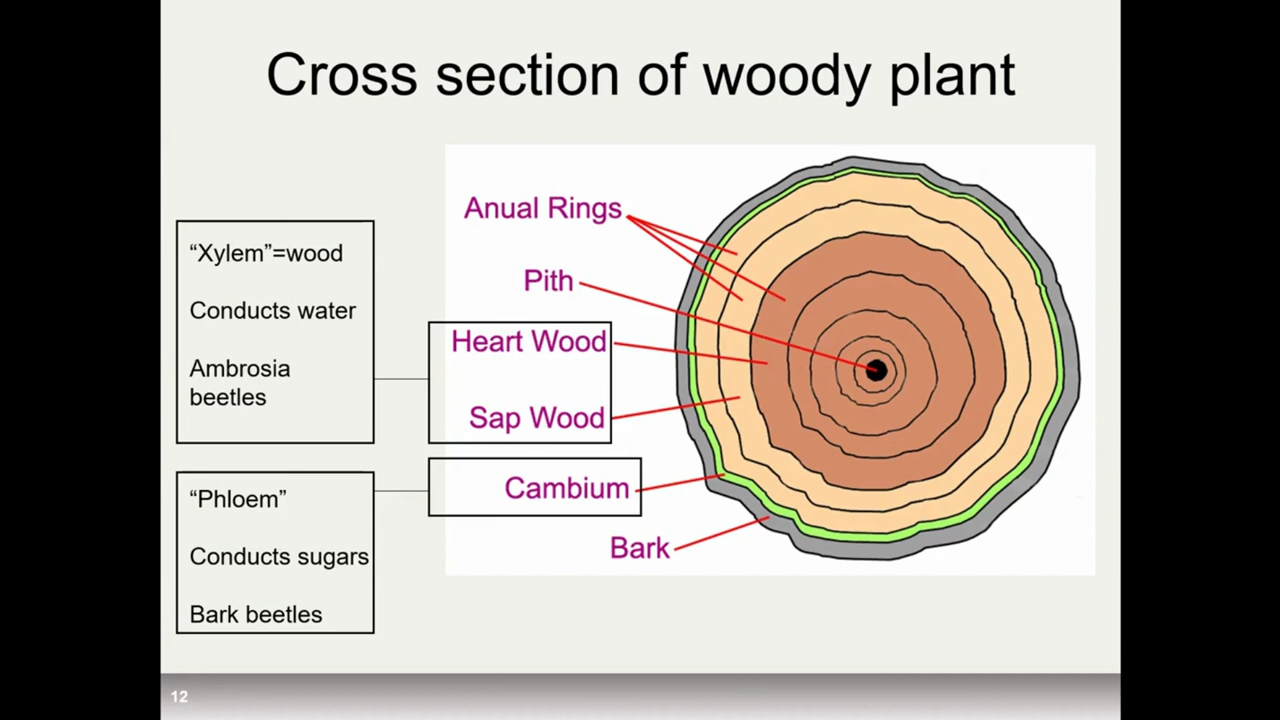 Cross section of woody plant
"Xylem"=wood
Conducts water
Ambrosia
beetles
"Phloem"
Conducts sugars
Bark beetles
Anual Rings
Pith
Heart Wood
Sap Wood
Cambium
Bark
12